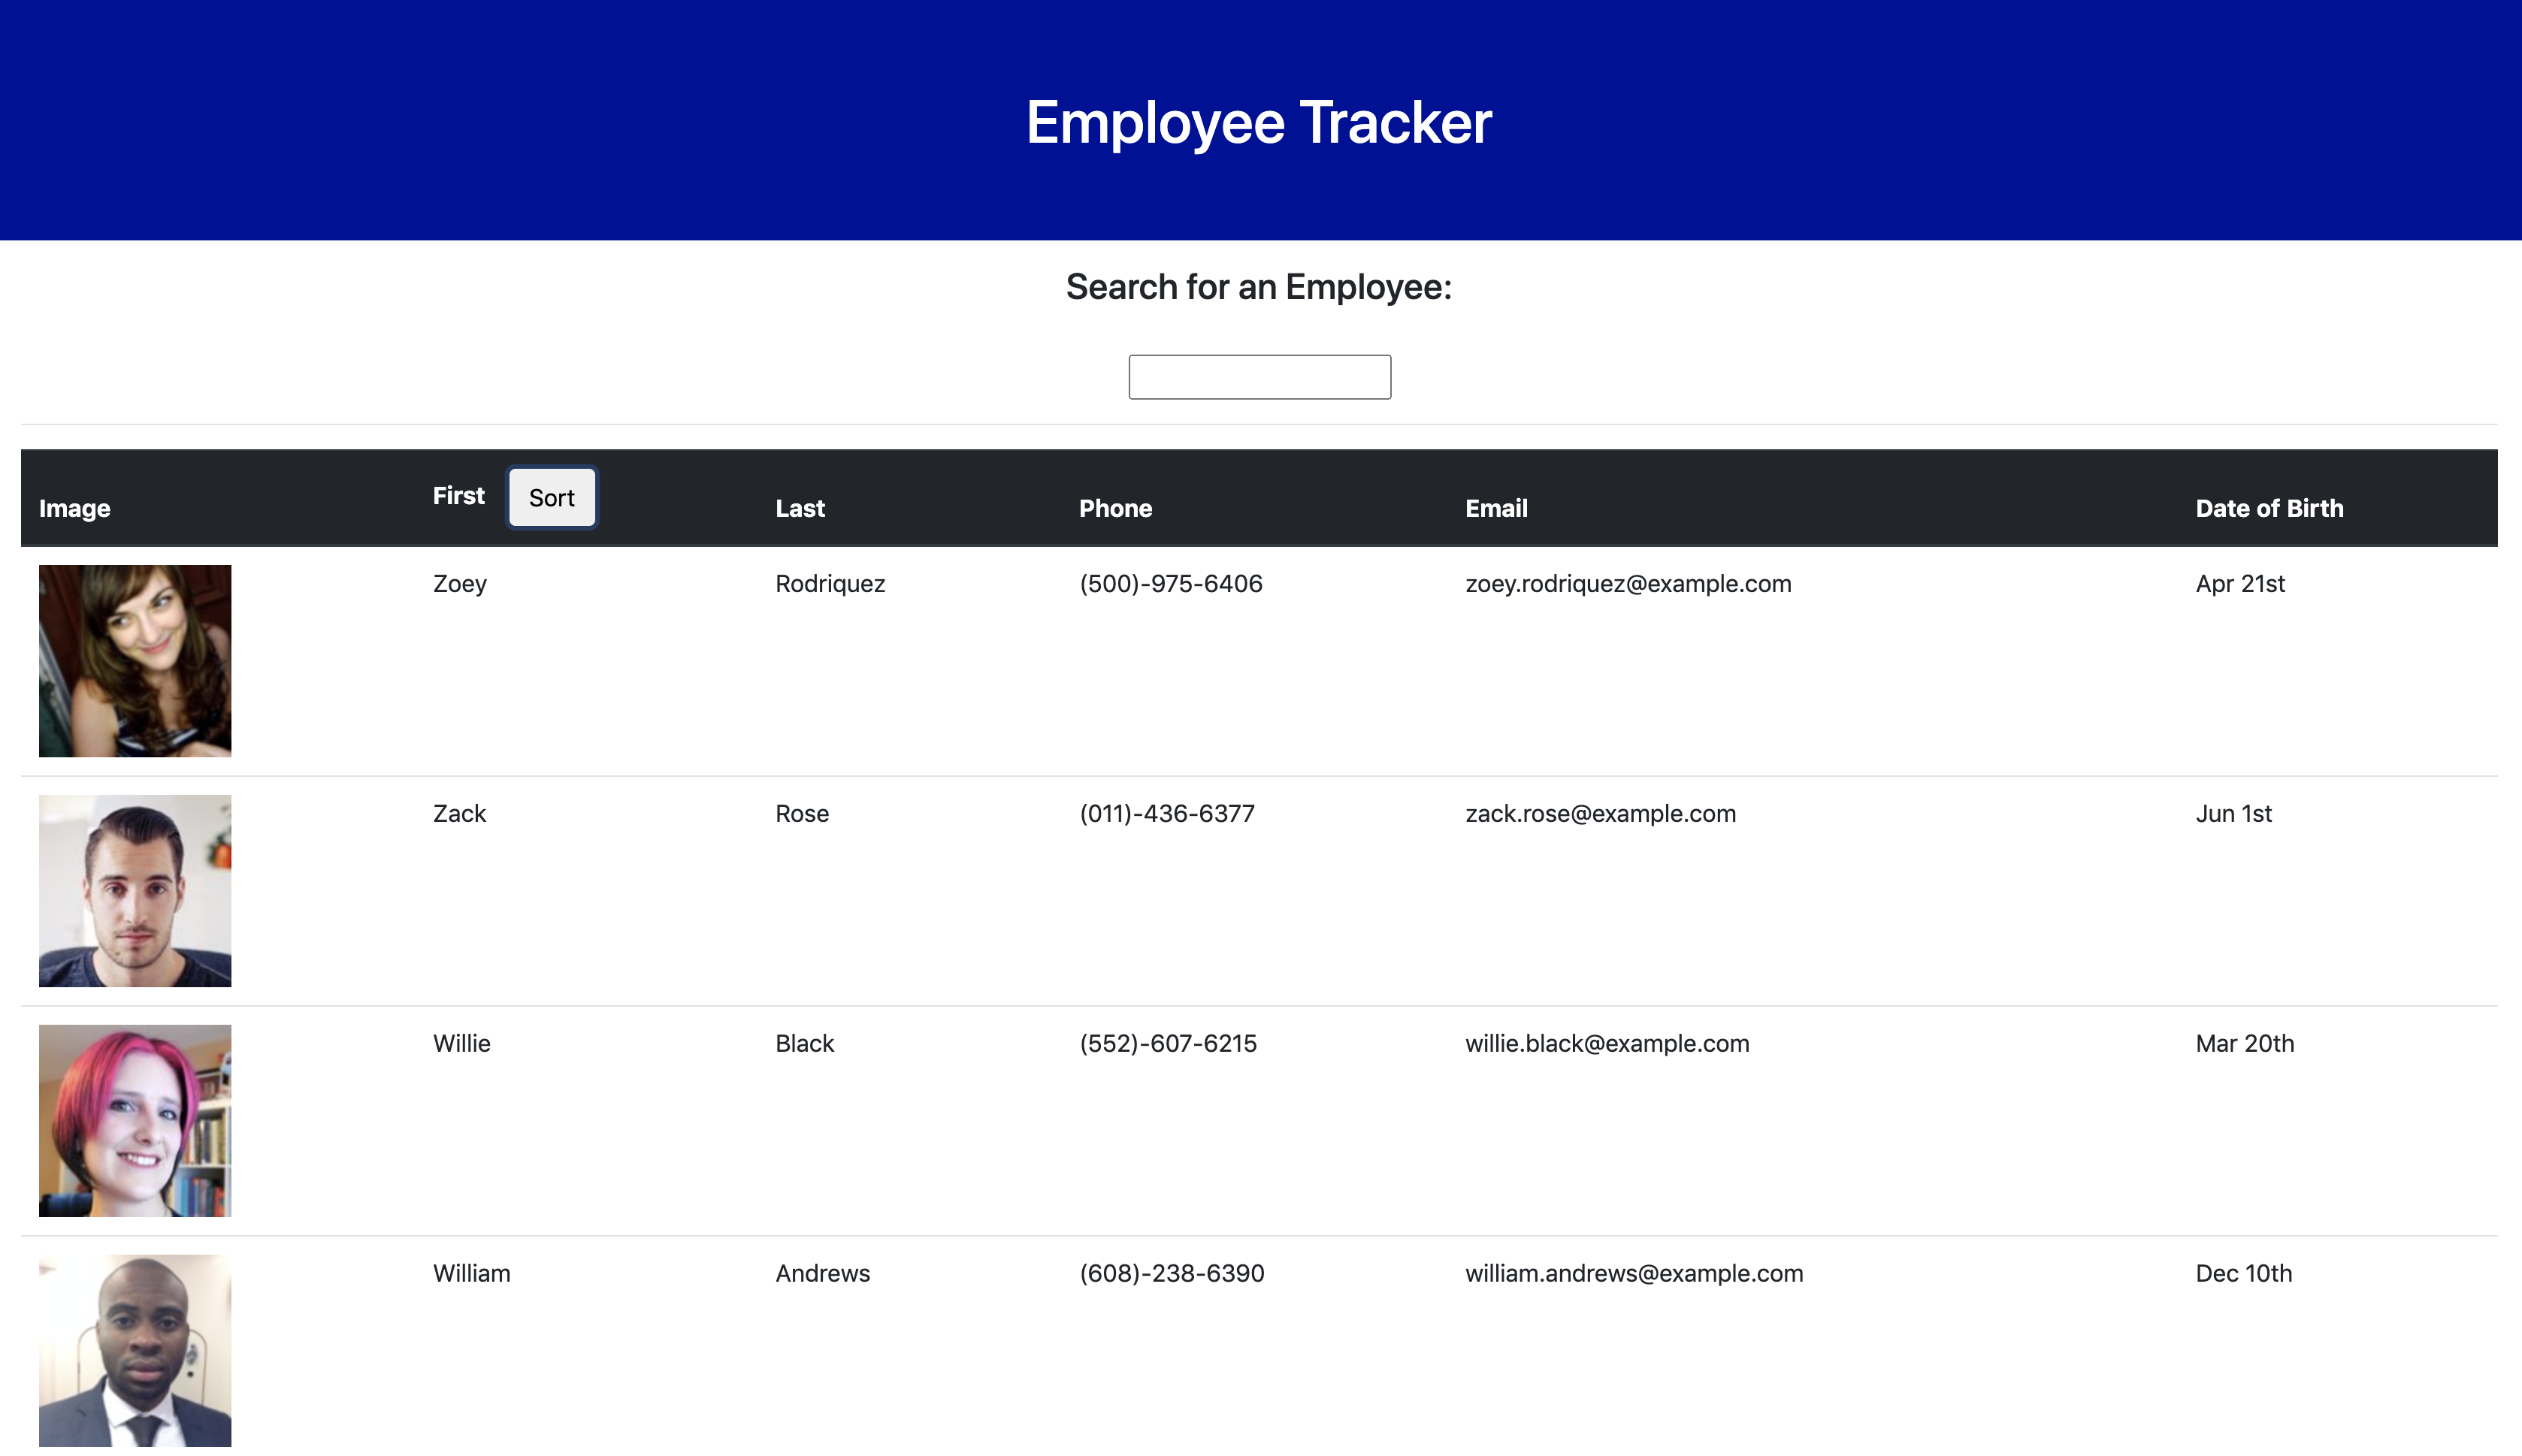 Employee Tracker
Search for an Employee:
Image First Sort Last Phone Email Date of Birth
Zoey Rodriquez (500)-975-6406 zoey.rodriquez@example.com Apr 21st
Zack Rose (011)-436-6377 zack.rose@example.com Jun 1st
Willie Black (552)-607-6215 willie.black@example.com Mar 20th
William Andrews (608)-238-6390 william.andrews@example.com Dec 10th